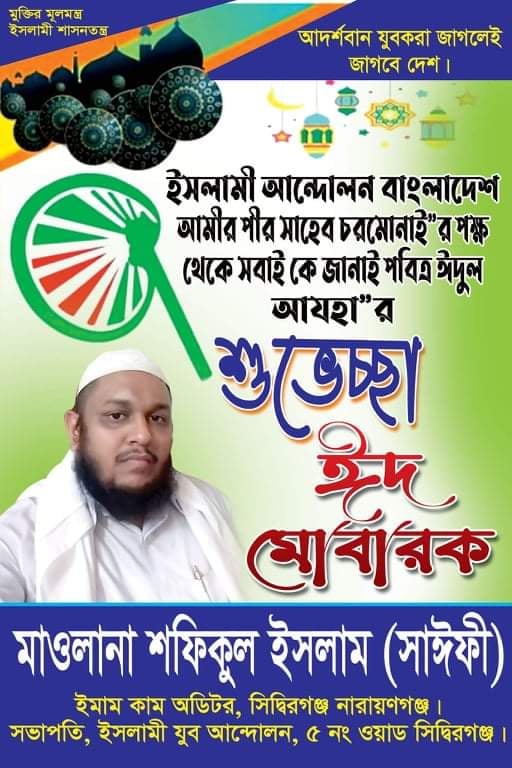 মুক্তির মূলমন্ত্র
ইসলামী শাসনতন্ত্র
আদর্শবান যুবকরা জাগলেই
জাগবে দেশ।
ইসলামী আন্দোলন বাংলাদেশ
আমীর পীর সাহেব চরমোনাই”র পক্ষ
থেকে সবাই কে জানাই পবিত্র ঈদুল
আযহা”র
শুভেচ্ছা
ঈদ
মোবারক
মাওলানা শফিকুল ইসলাম (সাঈফী)
ইমাম কাম অডিটর, সিদ্বিরগঞ্জ নারায়ণগঞ্জ।
সভাপতি, ইসলামী যুব আন্দোলন, ৫ নং ওয়াড সিদ্বিরগঞ্জ।